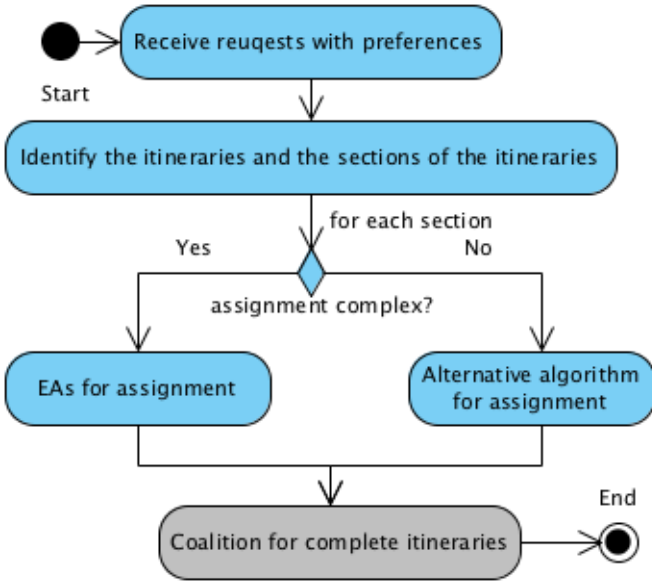 Receive reuqests with preferences
Start
Identify the itineraries and the sections of the itineraries
for each section
Yes
No
assignment complex?
EAs for assignment
Alternative algorithm
for assignment
End
Coalition for complete itineraries